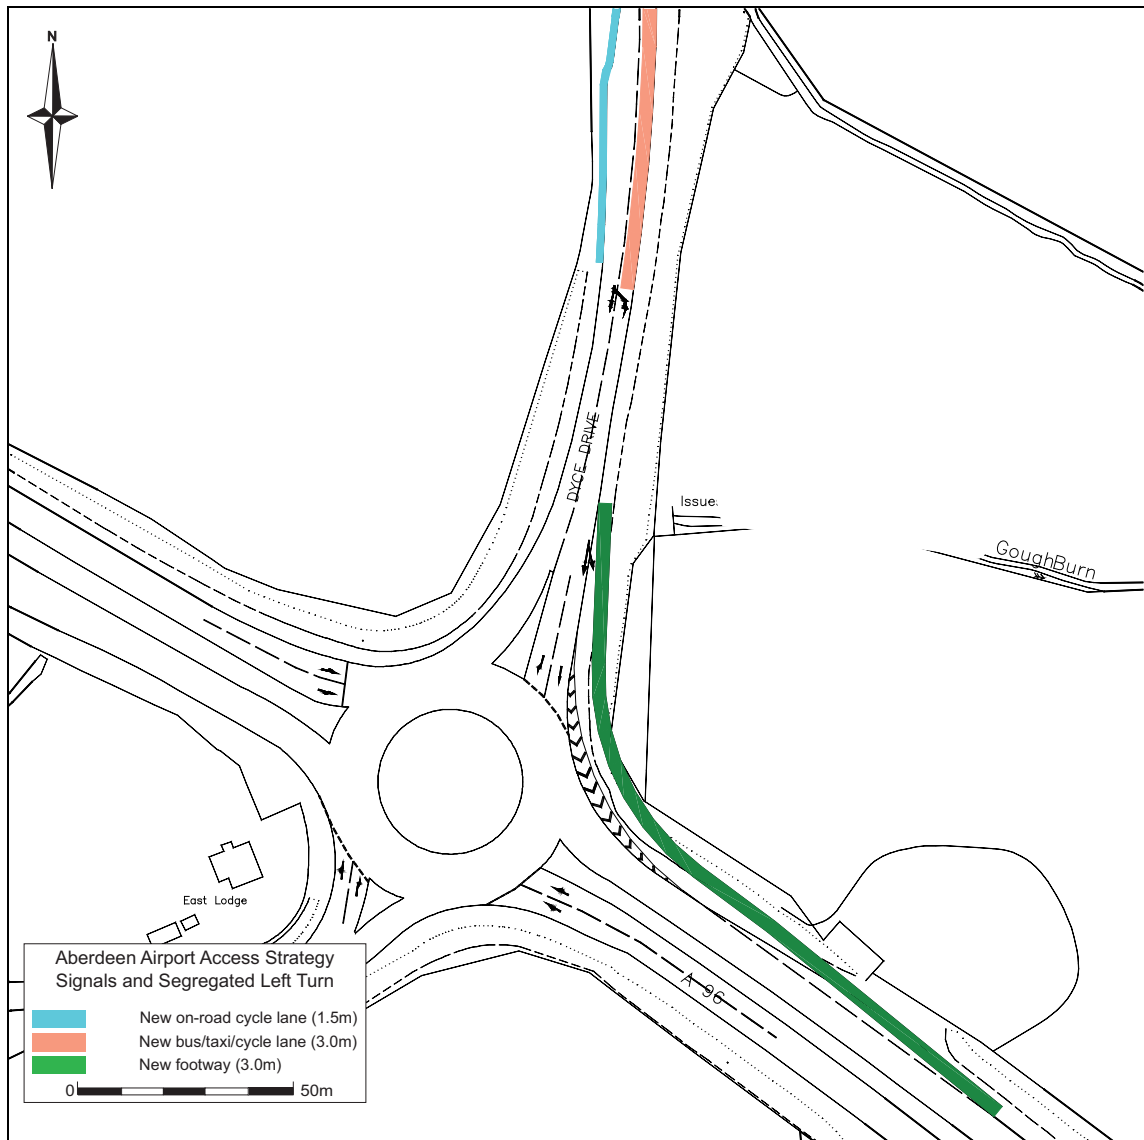 N
DYCE DRIVE
Issue
GoughBurn
East Lodge
A 96
Aberdeen Airport Access Strategy
Signals and Segregated Left Turn
New on-road cycle lane (1.5m)
New bus/taxi/cycle lane (3.0m)
New footway (3.0m)
0 50m